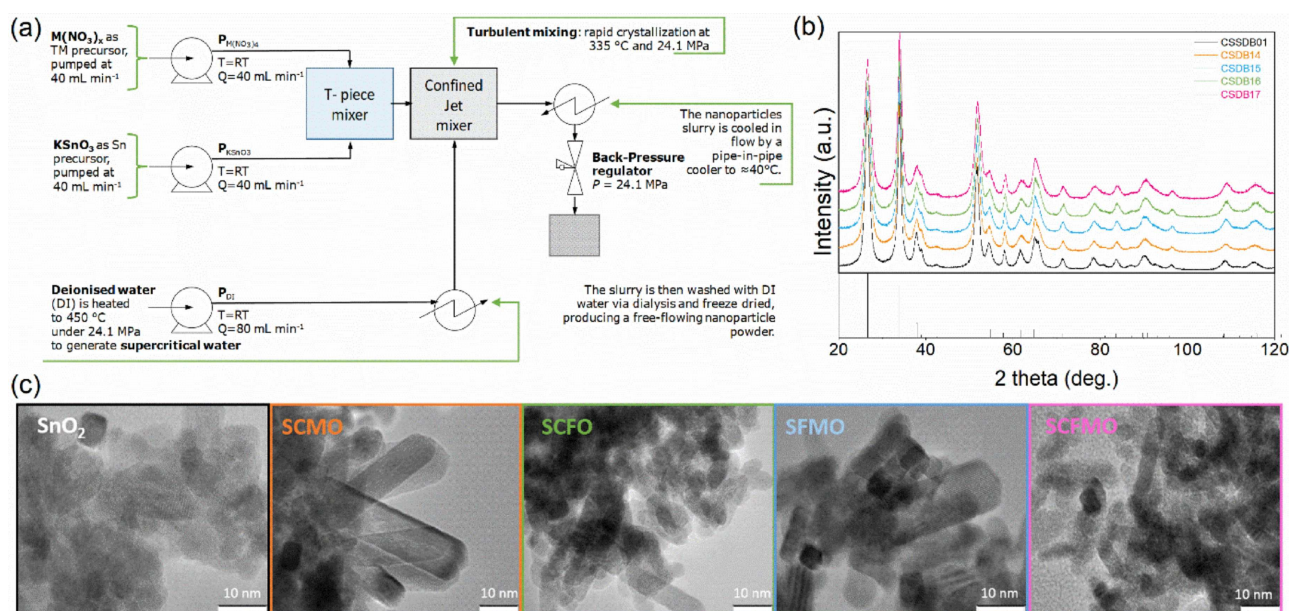 (a)
M(NO3)x as
TM precursor,
pumped at
40 mL min-1
PM(NO3)4
T=RT
Q=40 mL min-1
KSnO3 as Sn
precursor,
pumped at
40 mL min-1
PKSnO3
T=RT
Q=40 mL min-1
T- piece
mixer
Confined
Jet
mixer
Turbulent mixing: rapid crystallization at
335 °C and 24.1 MPa
The nanoparticles
slurry is cooled in
flow by a
pipe-in-pipe
cooler to ≈40°C.
Back-Pressure
regulator
P = 24.1 MPa
Deionised water
(DI) is heated
to 450 °C
under 24.1 MPa
to generate supercritical water
PDI
T=RT
Q=80 mL min-1
The slurry is then washed with DI
water via dialysis and freeze dried,
producing a free-flowing nanoparticle
powder.
(b)
Intensity (a.u.)
CSSDB01
CSDB14
CSDB15
CSDB16
CSDB17
20 40 60 80 100 120
2 theta (deg.)
(c)
SnO2
10 nm
SCMO
10 nm
SCFO
10 nm
SFMO
10 nm
SCFMO
10 nm